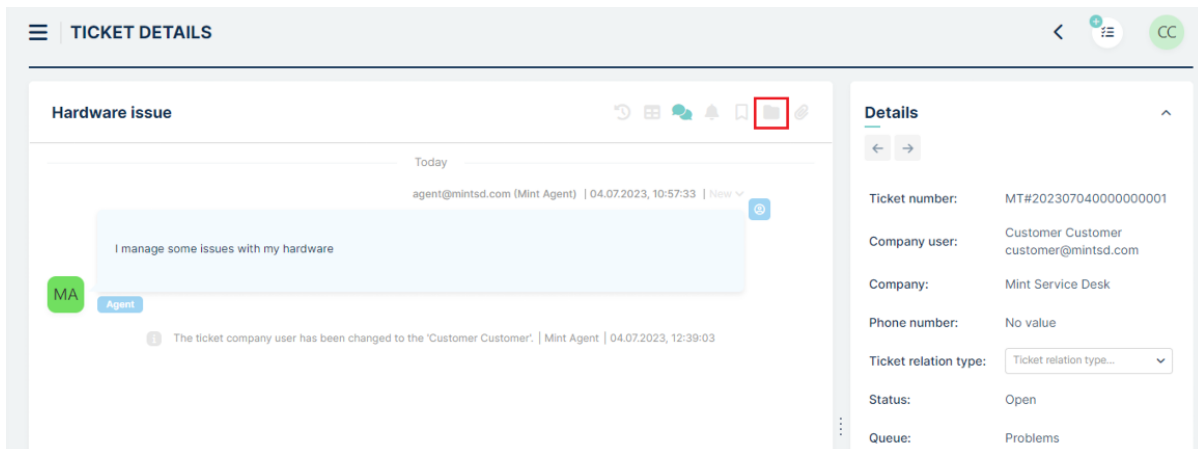 TICKET DETAILS
CC
Hardware issue
Today
agent@mintsd.com (Mint Agent) | 04.07.2023, 10:57:33 | New
I manage some issues with my hardware
MA
Agent
The ticket company user has been changed to the 'Customer Customer'. | Mint Agent | 04.07.2023, 12:39:03
Details
Ticket number: MT#202307040000000001
Company user: Customer Customer
customer@mintsd.com
Company: Mint Service Desk
Phone number: No value
Ticket relation type: Ticket relation type...
Status: Open
Queue: Problems